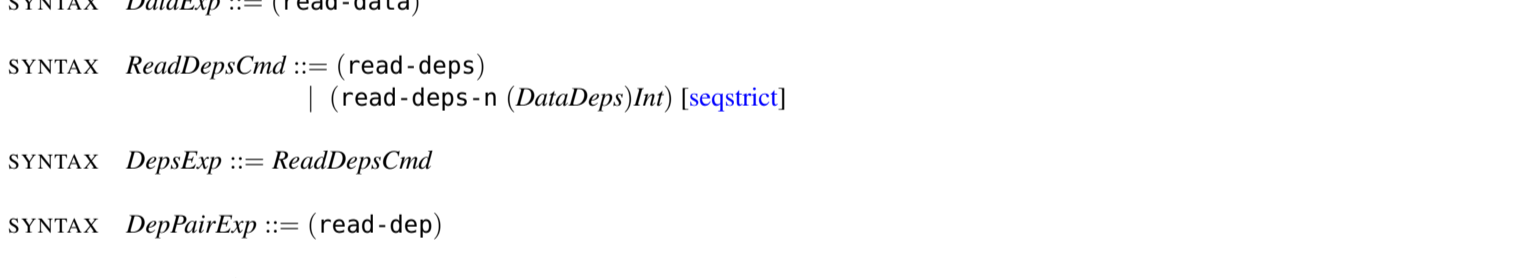 SYNTAX DataExp ::= (read-data)
SYNTAX ReadDepsCmd ::= (read-deps)
| (read-deps-n (DataDeps)Int) [seqstrict]
SYNTAX DepsExp ::= ReadDepsCmd
SYNTAX DepPairExp ::= (read-dep)